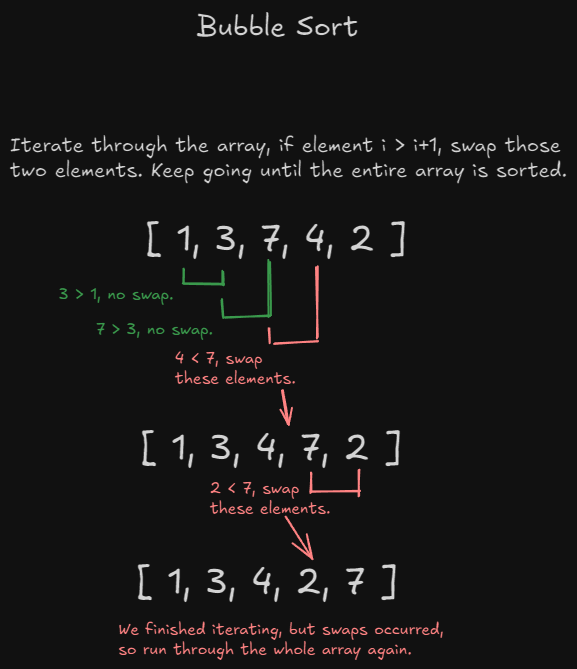 Bubble Sort
Iterate through the array, if element i > i+1, swap those
two elements. Keep going until the entire array is sorted.
[ 1, 3, 7, 4, 2 ]
3 > 1, no swap.
7 > 3, no swap.
4 < 7, swap
these elements.
[ 1, 3, 4, 7, 2 ]
2 < 7, swap
these elements.
[ 1, 3, 4, 2, 7 ]
We finished iterating, but swaps occurred,
so run through the whole array again.